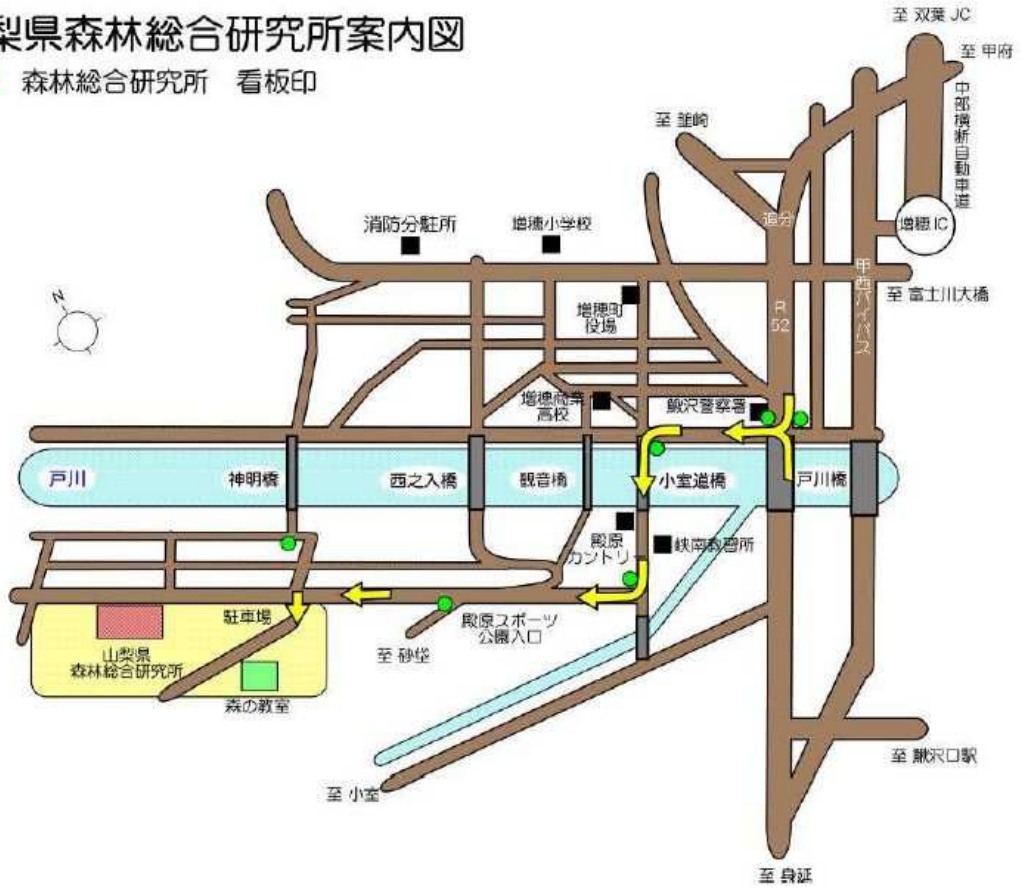 梨県森林総合研究所案内図
森林総合研究所 看板印
至 双葉 JC
至 甲府
中部横断自動車道
至 韮崎
追分
増穂 IC
消防分駐所
増穂小学校
甲西バイパス
至 富士川大橋
N
増穂町
役場
R
52
増穂商業
高校
鰍沢警察署
戸川
神明橋
西之入橋
観音橋
小室道橋
戸川橋
殿原
カントリー
峡南教習所
駐車場
殿原スポーツ
公園入口
山梨県
森林総合研究所
至 砂垈
森の教室
至 鰍沢口駅
至 小室
至 身延